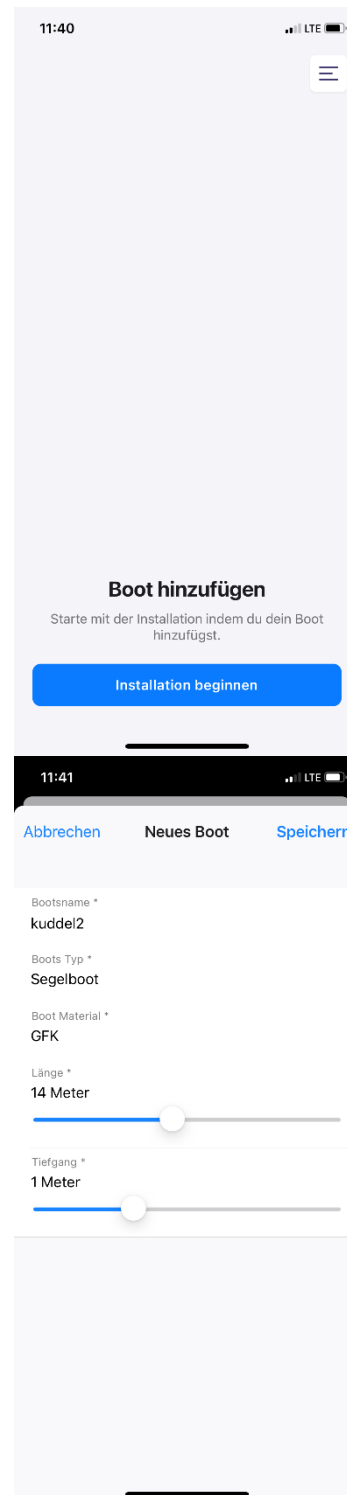 11:40 LTE
Boot hinzufügen
Starte mit der Installation indem du dein Boot
hinzufügst.
Installation beginnen
11:41 LTE
Abbrechen Neues Boot Speichern
Bootsname *
kuddel2
Boots Typ *
Segelboot
Boot Material *
GFK
Länge *
14 Meter
Tiefgang *
1 Meter